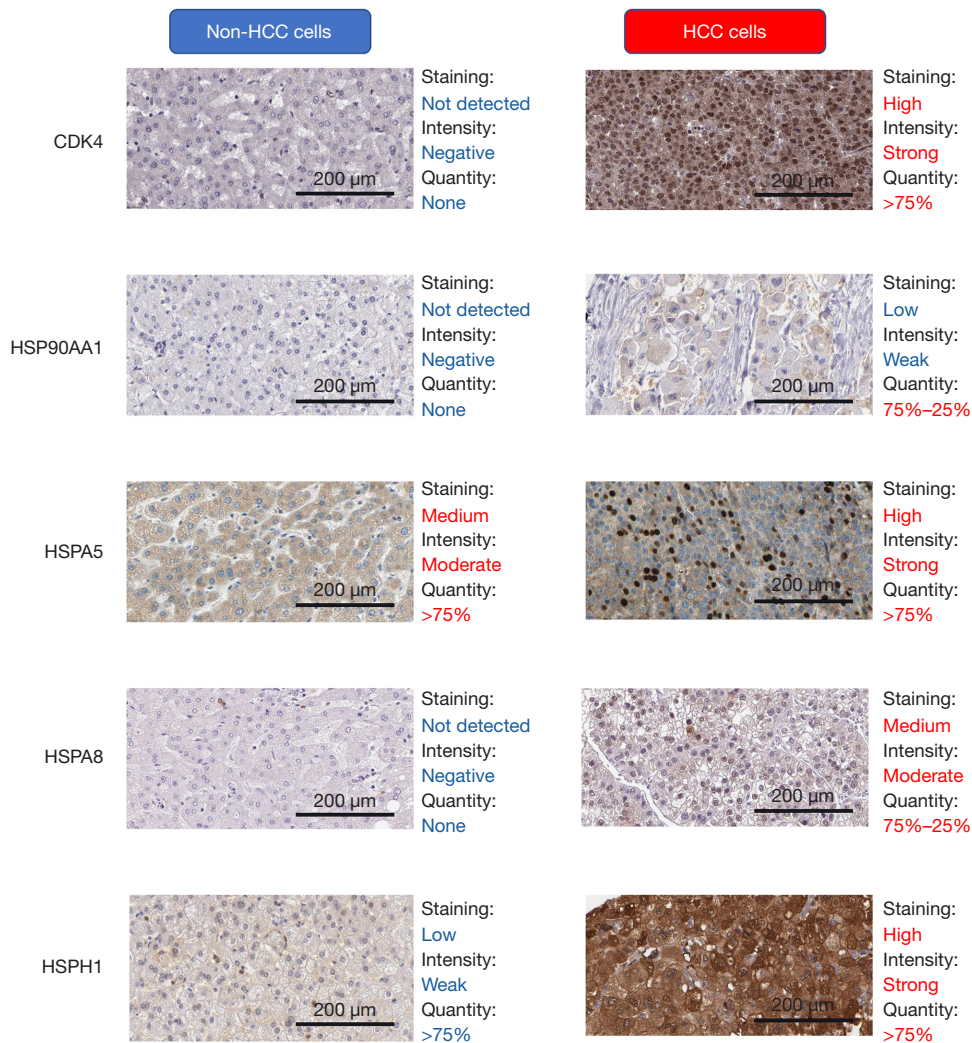 Non-HCC cells
HCC cells
CDK4
200 µm
Staining:
Not detected
Intensity:
Negative
Quantity:
None
200 µm
Staining:
High
Intensity:
Strong
Quantity:
>75%
HSP90AA1
200 µm
Staining:
Not detected
Intensity:
Negative
Quantity:
None
200 µm
Staining:
Low
Intensity:
Weak
Quantity:
75%–25%
HSPA5
200 µm
Staining:
Medium
Intensity:
Moderate
Quantity:
>75%
200 µm
Staining:
High
Intensity:
Strong
Quantity:
>75%
HSPA8
200 µm
Staining:
Not detected
Intensity:
Negative
Quantity:
None
200 µm
Staining:
Medium
Intensity:
Moderate
Quantity:
75%–25%
HSPH1
200 µm
Staining:
Low
Intensity:
Weak
Quantity:
>75%
200 µm
Staining:
High
Intensity:
Strong
Quantity:
>75%